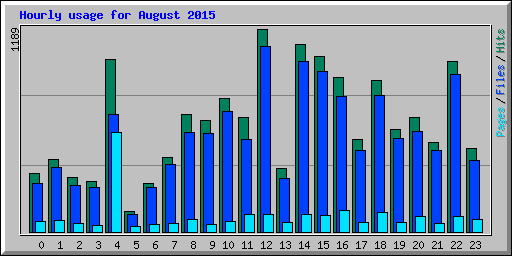 Hourly usage for August 2015
1189
Pages/Files/Hits
0 1 2 3 4 5 6 7 8 9 10 11 12 13 14 15 16 17 18 19 20 21 22 23